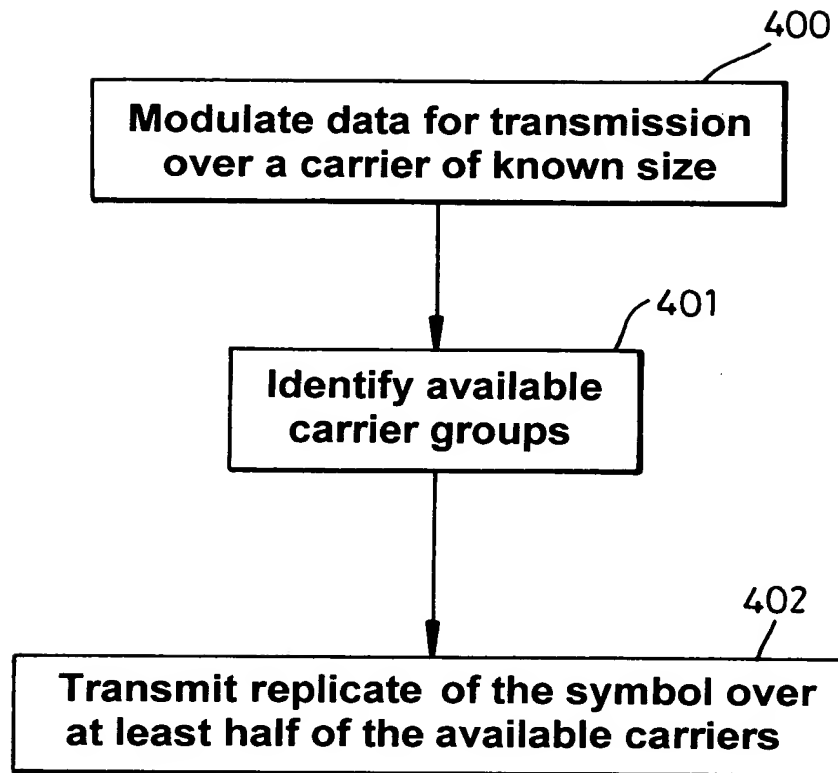 400
Modulate data for transmission
over a carrier of known size
401
Identify available
carrier groups
402
Transmit replicate of the symbol over
at least half of the available carriers